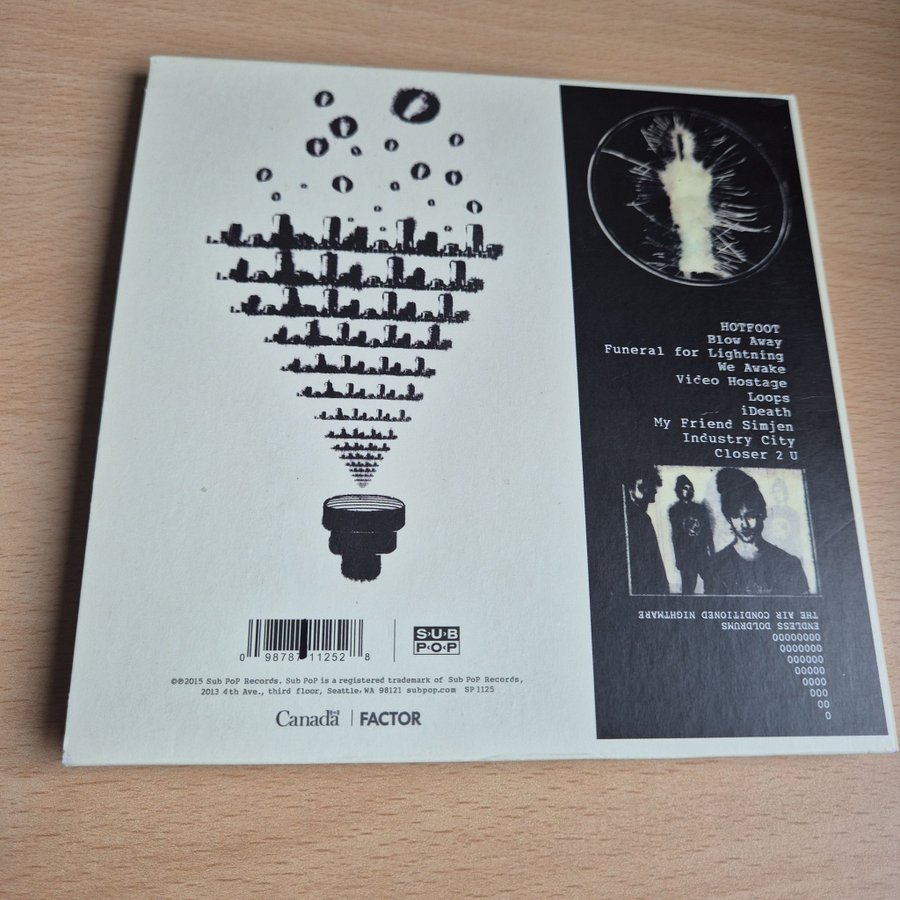 HOTFOOT
Blow Away
Funeral for Lightning
We Awake
Video Hostage
Loops
iDeath
My Friend Simjen
Industry City
Closer 2 U
0
00
000
0000
00000
000000
0000000
00000000
ENDLESS DOLDRUMS
THE AIR CONDITIONED NIGHTMARE
0 98787 11252 8
SUB
POP
©℗2015 Sub PoP Records. Sub PoP is a registered trademark of Sub PoP Records,
2013 4th Ave., third floor, Seattle, WA 98121 subpop.com SP 1125
Canada | FACTOR